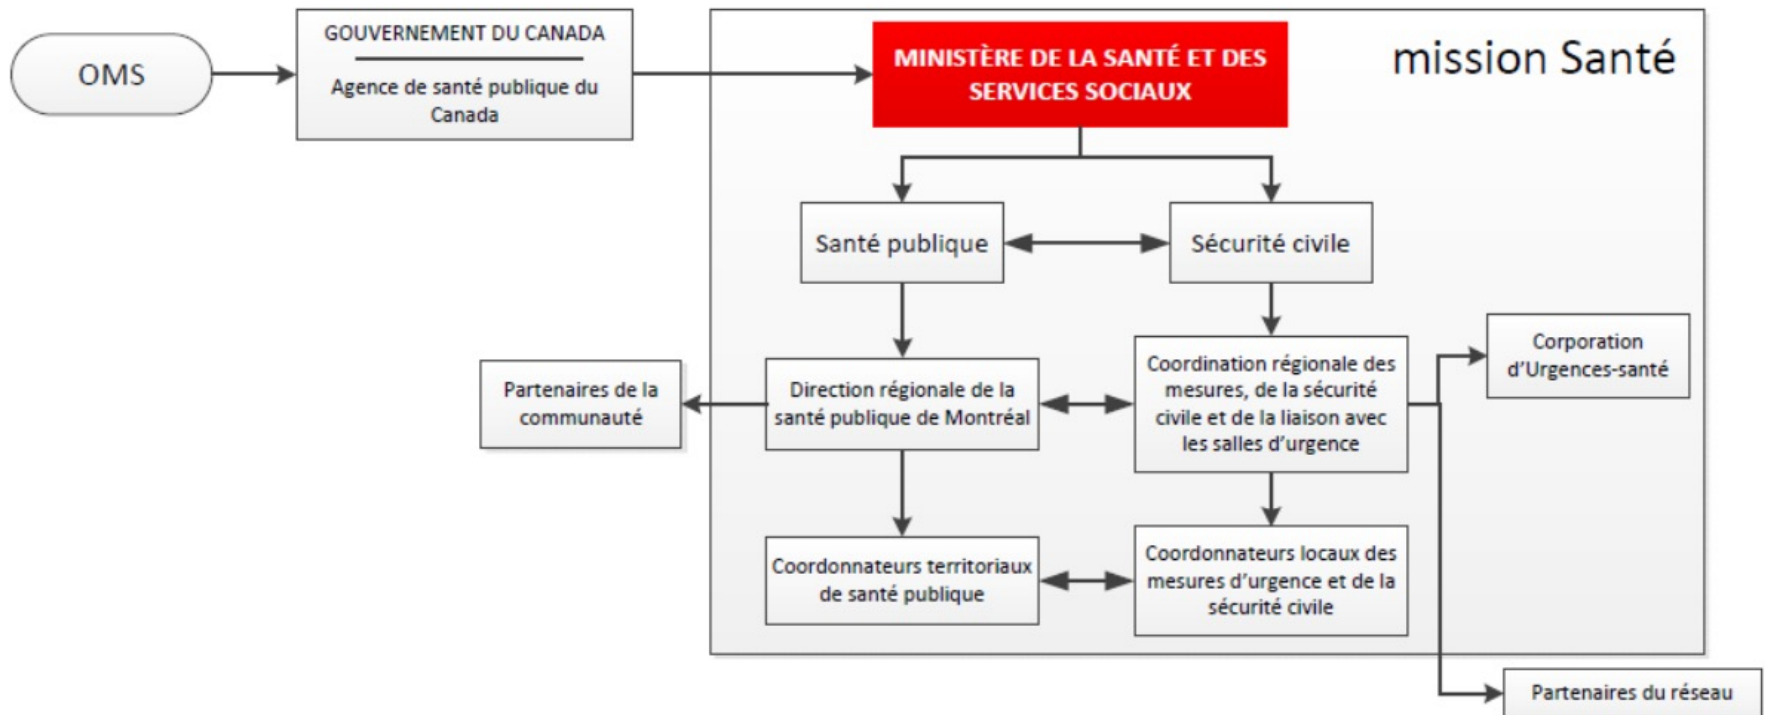 OMS
GOUVERNEMENT DU CANADA
Agence de santé publique du
Canada
MINISTÈRE DE LA SANTÉ ET DES
SERVICES SOCIAUX
mission Santé
Santé publique
Sécurité civile
Partenaires de la
communauté
Direction régionale de la
santé publique de Montréal
Coordination régionale des
mesures, de la sécurité
civile et de la liaison avec
les salles d'urgence
Corporation
d'Urgences-santé
Coordonnateurs territoriaux
de santé publique
Coordonnateurs locaux des
mesures d'urgence et de la
sécurité civile
Partenaires du réseau